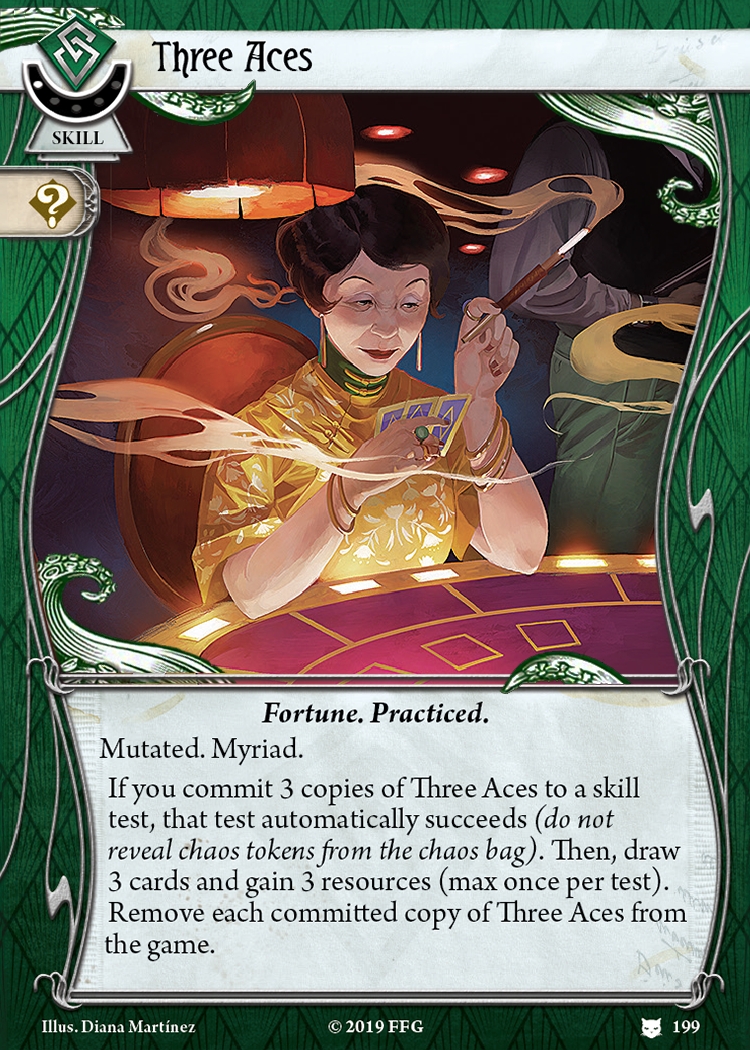 Three Aces
SKILL
?
Fortune. Practiced.
Mutated. Myriad.
If you commit 3 copies of Three Aces to a skill
test, that test automatically succeeds (do not
reveal chaos tokens from the chaos bag). Then, draw
3 cards and gain 3 resources (max once per test).
Remove each committed copy of Three Aces from
the game.
Illus. Diana Martínez
© 2019 FFG
199